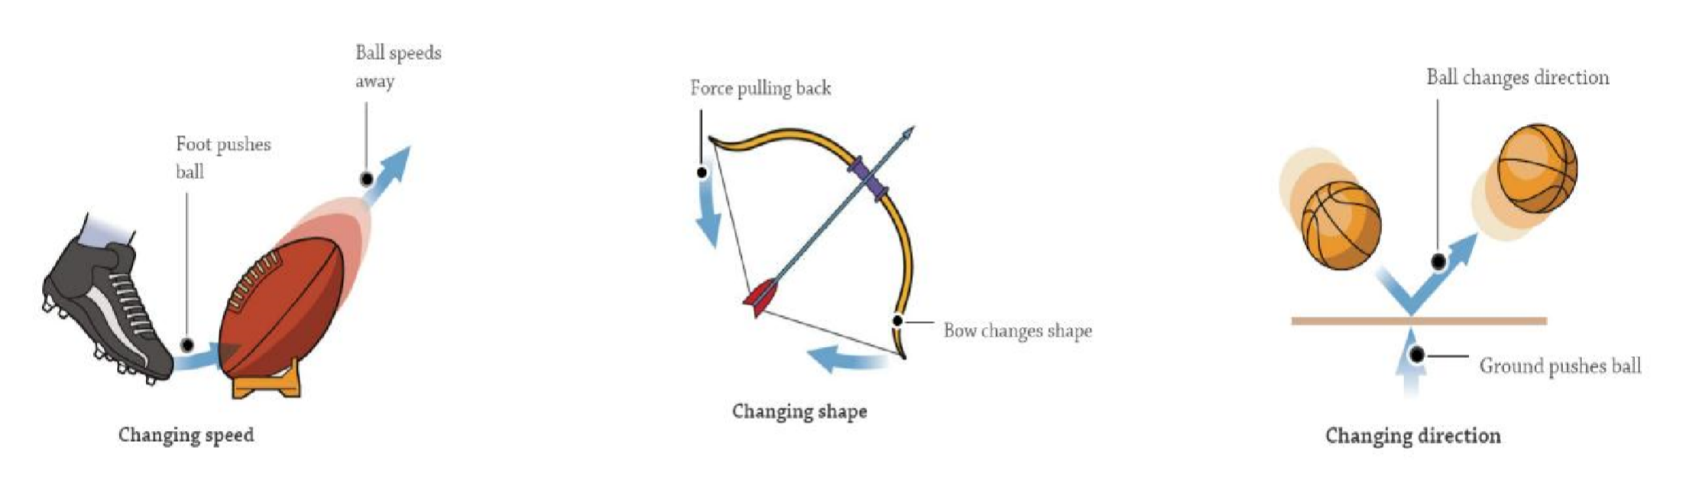 Ball speeds
away
Foot pushes
ball
Changing speed
Force pulling back
Bow changes shape
Changing shape
Ball changes direction
Ground pushes ball
Changing direction